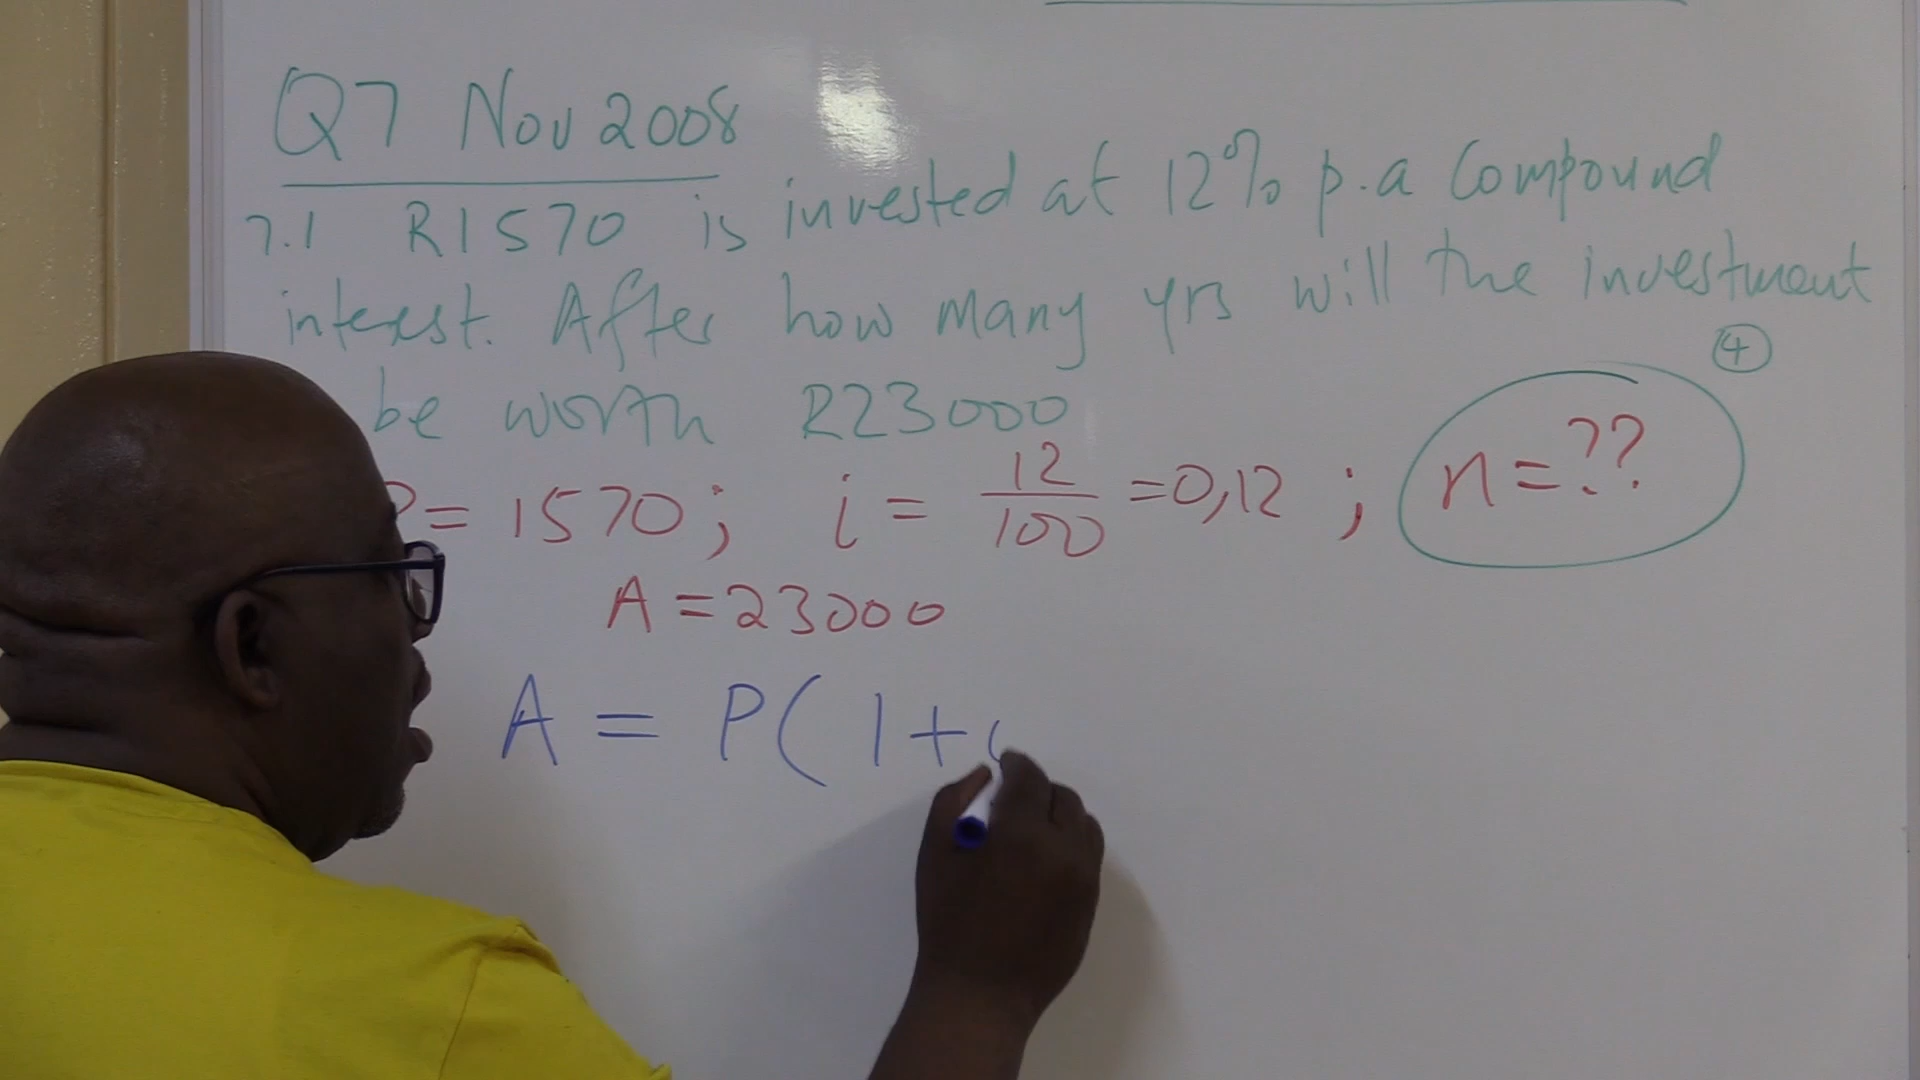 Q7 Nov 2008
7.1 R1570 is invested at 12% p.a Compound
interest. After how many yrs will the investment
be worth R23000
④
P = 1570; i = 12/100 = 0,12 ; n = ??
A = 23000
A = P( 1+